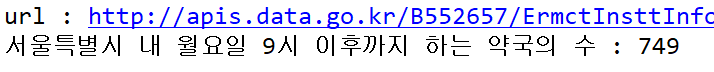 url : http://apis.data.go.kr/B552657/ErmctInsttInfo
서울특별시 내 월요일 9시 이후까지 하는 약국의 수 : 749